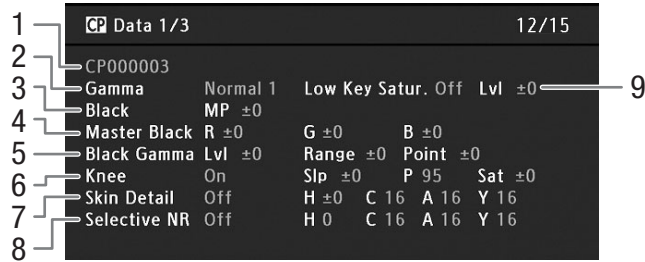 CP Data 1/3 12/15
1 CP000003
2 Gamma Normal 1 Low Key Satur. Off Lvl ±0 9
3 Black MP ±0
4 Master Black R ±0 G ±0 B ±0
5 Black Gamma Lvl ±0 Range ±0 Point ±0
6 Knee On Slp ±0 P 95 Sat ±0
7 Skin Detail Off H ±0 C 16 A 16 Y 16
8 Selective NR Off H 0 C 16 A 16 Y 16